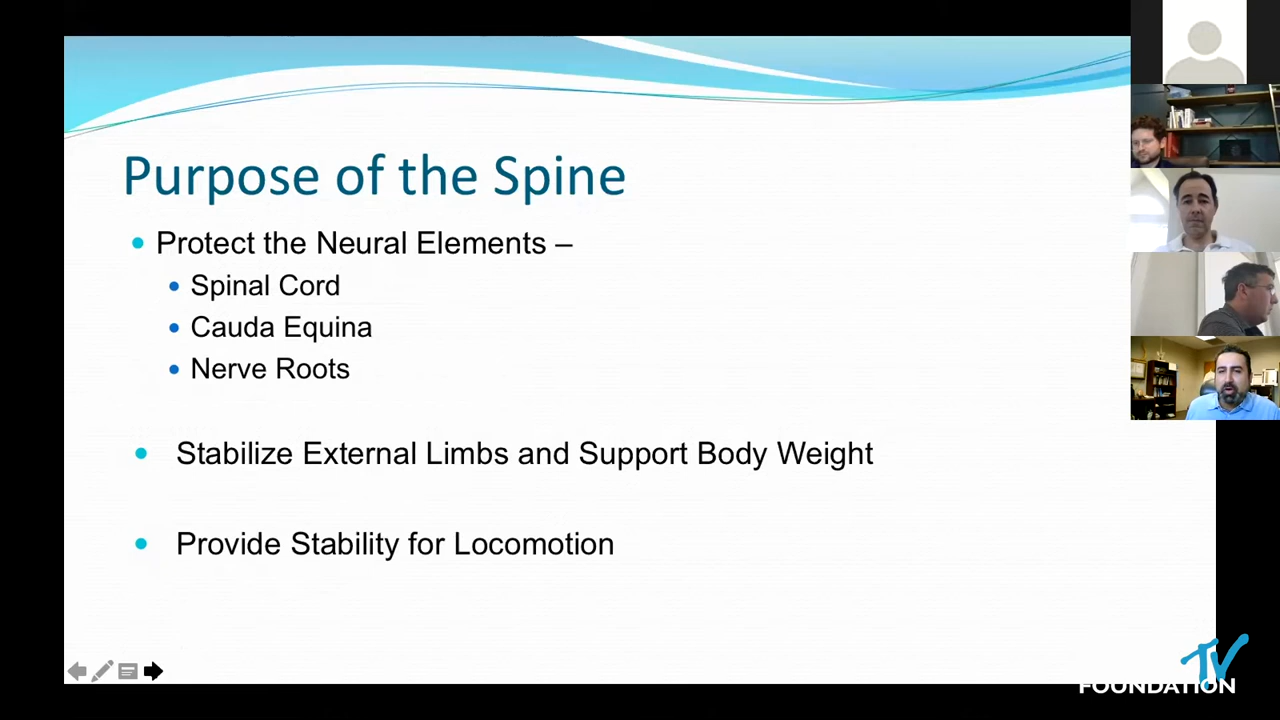 Purpose of the Spine
Protect the Neural Elements –
Spinal Cord
Cauda Equina
Nerve Roots
Stabilize External Limbs and Support Body Weight
Provide Stability for Locomotion
TV
FOUNDATION